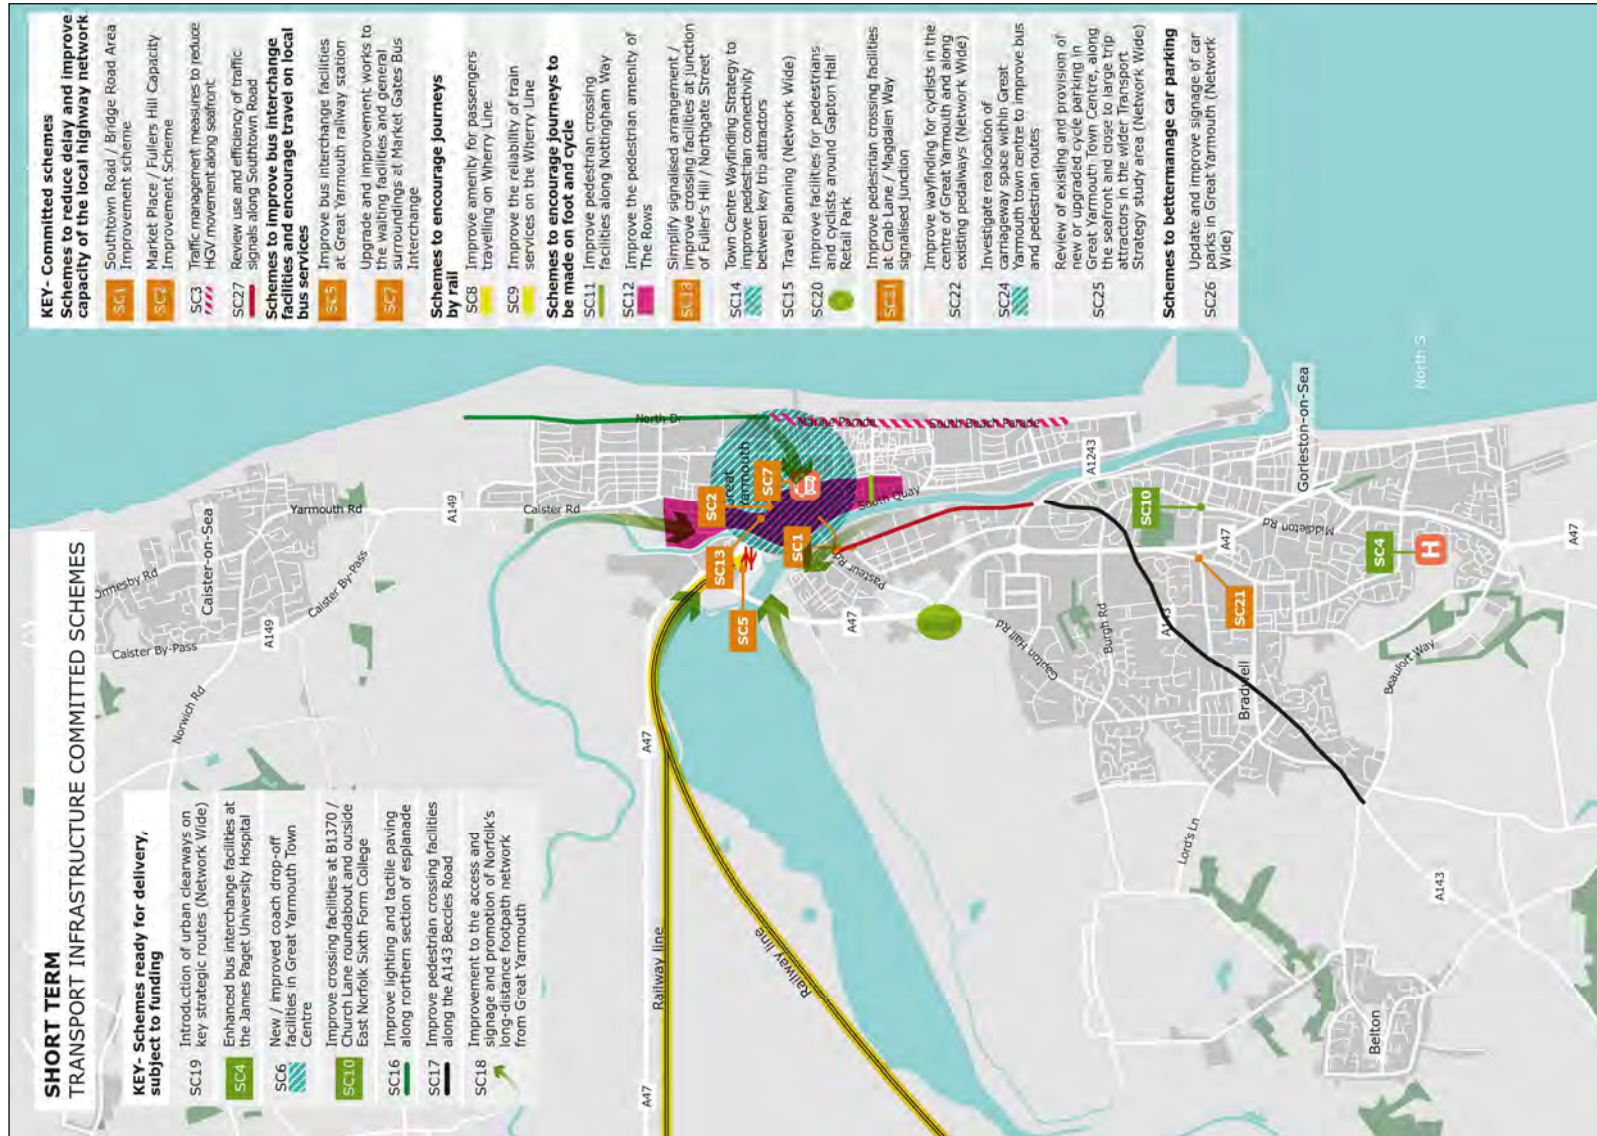 SHORT TERM
TRANSPORT INFRASTRUCTURE COMMITTED SCHEMES
KEY- Schemes ready for delivery,
subject to funding
SC19
Introduction of urban clearways on
key strategic routes (Network Wide)
SC4
Enhanced bus interchange facilities at
the James Paget University Hospital
SC6
New / improved coach drop-off
facilities in Great Yarmouth Town
Centre
SC10
Improve crossing facilities at B1370 /
Church Lane roundabout and outside
East Norfolk Sixth Form College
SC16
Improve lighting and tactile paving
along northern section of esplanade
SC17
Improve pedestrian crossing facilities
along the A143 Beccles Road
SC18
Improvement to the access and
signage and promotion of Norfolk's
long-distance footpath network
from Great Yarmouth
KEY- Committed schemes
Schemes to reduce delay and improve
capacity of the local highway network
SC1
Southtown Road / Bridge Road Area
Improvement scheme
SC2
Market Place / Fullers Hill Capacity
Improvement Scheme
SC3
Traffic management measures to reduce
HGV movement along seafront
SC27
Review use and efficiency of traffic
signals along Southtown Road
Schemes to improve bus interchange
facilities and encourage travel on local
bus services
SC5
Improve bus interchange facilities
at Great Yarmouth railway station
SC7
Upgrade and improvement works to
the waiting facilities and general
surroundings at Market Gates Bus
Interchange
Schemes to encourage journeys
by rail
SC8
Improve amenity for passengers
travelling on Wherry Line
SC9
Improve the reliability of train
services on the Wherry Line
Schemes to encourage journeys to
be made on foot and cycle
SC11
Improve pedestrian crossing
facilities along Nottingham Way
SC12
Improve the pedestrian amenity of
The Rows
SC13
Simplify signalised arrangement /
improve crossing facilities at junction
of Fuller's Hill / Northgate Street
SC14
Town Centre Wayfinding Strategy to
improve pedestrian connectivity
between key trip attractors
SC15
Travel Planning (Network Wide)
SC20
Improve facilities for pedestrians
and cyclists around Gapton Hall
Retail Park
SC21
Improve pedestrian crossing facilities
at Crab Lane / Magdalen Way
signalised junction
SC22
Improve wayfinding for cyclists in the
centre of Great Yarmouth and along
existing pedalways (Network Wide)
SC24
Investigate reallocation of
carriageway space within Great
Yarmouth town centre to improve bus
and pedestrian routes
SC25
Review of existing and provision of
new or upgraded cycle parking in
Great Yarmouth Town Centre, along
the seafront and close to large trip
attractors in the wider Transport
Strategy study area (Network Wide)
Schemes to bettermanage car parking
SC26
Update and improve signage of car
parks in Great Yarmouth (Network
Wide)
Ormesby Rd
Caister-on-Sea
Yarmouth Rd
Caister By-Pass
Caister By-Pass
A149
A149
Norwich Rd
Caister Rd
North Dr
Great
Yarmouth
SC2
SC7
SC13
SC1
SC5
Marine Parade
South Beach Parade
South Quay
Pasteur Rd
A47
A47
A47
Railway line
Railway line
Gapton Hall Rd
Burgh Rd
A143
Bradwell
SC21
SC10
A47
A1243
Gorleston-on-Sea
Middleton Rd
SC4
H
A47
Beaufort Way
Lord's Ln
A143
Belton
North S